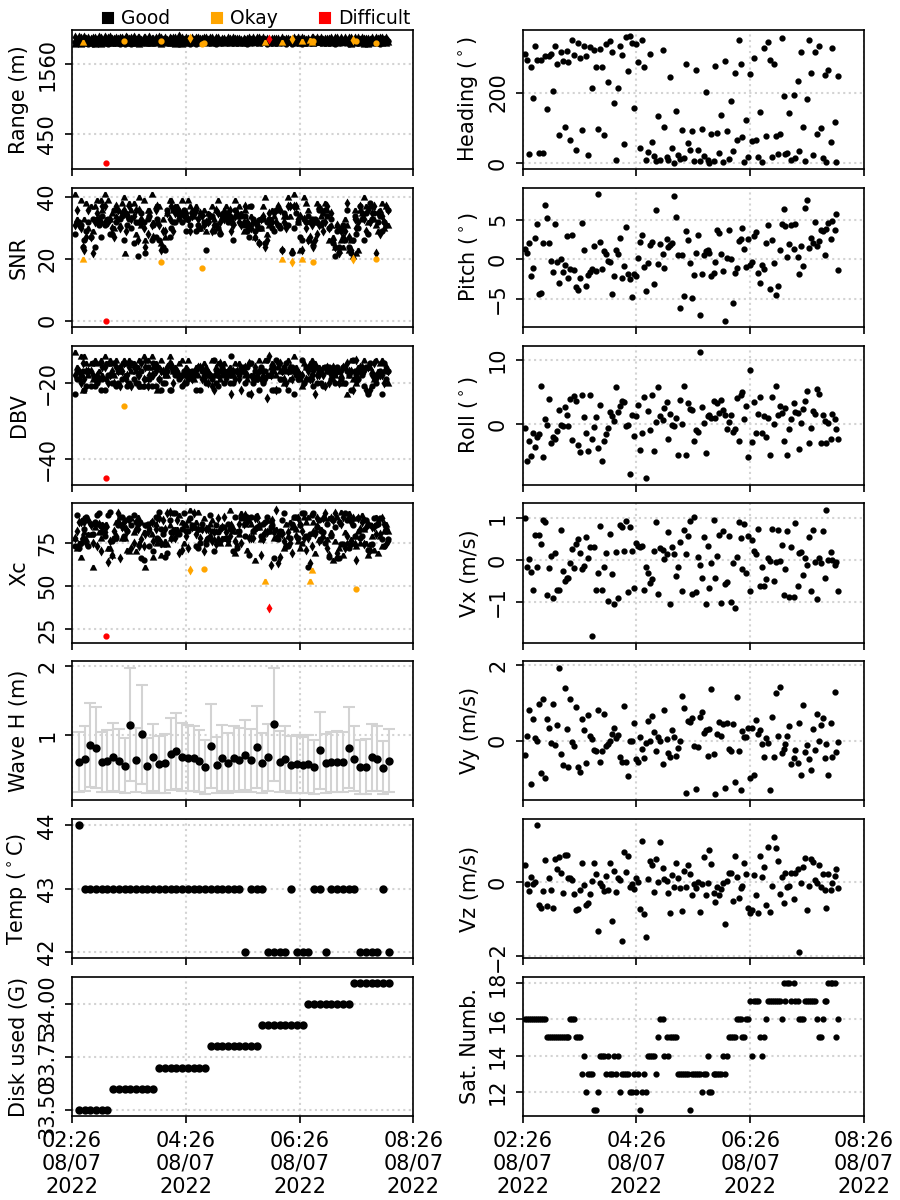 Good Okay Difficult
Range (m) 1560 450
Heading (°) 200 0
SNR 40 20 0
Pitch (°) 5 0 −5
DBV −20 −40
Roll (°) 10 0
Xc 75 50 25
Vx (m/s) 1 0 −1
Wave H (m) 2 1
Vy (m/s) 2 0
Temp (°C) 44 43 42
Vz (m/s) 0 −2
Disk used (G) 34.00 33.75 33.50
Sat. Numb. 18 16 14 12
02:26 04:26 06:26 08:26 02:26 04:26 06:26 08:26
08/07 08/07 08/07 08/07 08/07 08/07 08/07 08/07
2022 2022 2022 2022 2022 2022 2022 2022